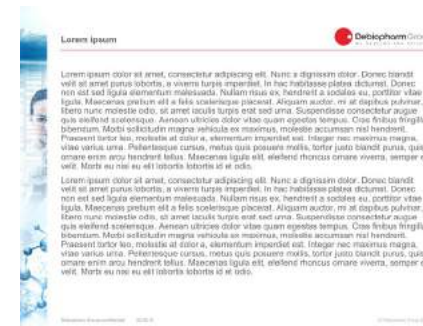 Lorem ipsum
Debiopharm Group
Lorem ipsum dolor sit amet, consectetur adipiscing elit. Nunc a dignissim dolor. Donec blandit
velit sit amet purus lobortis, a viverra turpis imperdiet. In hac habitasse platea dictumst. Donec
non est sed ligula elementum malesuada. Nullam risus ex, hendrerit a sodales eu, porttitor vitae
ligula. Maecenas pretium elit a felis scelerisque placerat. Aliquam auctor, mi at dapibus pulvinar,
libero nunc molestie odio, sit amet iaculis turpis erat sed urna. Suspendisse consectetur augue
quis eleifend scelerisque. Aenean ultricies dolor vitae quam egestas tempus. Cras finibus fringilla
bibendum. Morbi sollicitudin magna vehicula ex maximus, molestie accumsan nisl hendrerit.
Praesent tortor leo, molestie at dolor a, elementum imperdiet est. Integer nec maximus magna,
vitae varius urna. Pellentesque cursus, metus quis posuere mollis, tortor justo blandit purus, quis
ornare enim arcu hendrerit tellus. Maecenas ligula elit, eleifend rhoncus ornare viverra, semper e
velit. Morbi eu nisi eu elit lobortis lobortis id et odio.
Lorem ipsum dolor sit amet, consectetur adipiscing elit. Nunc a dignissim dolor. Donec blandit
velit sit amet purus lobortis, a viverra turpis imperdiet. In hac habitasse platea dictumst. Donec
non est sed ligula elementum malesuada. Nullam risus ex, hendrerit a sodales eu, porttitor vitae
ligula. Maecenas pretium elit a felis scelerisque placerat. Aliquam auctor, mi at dapibus pulvinar,
libero nunc molestie odio, sit amet iaculis turpis erat sed urna. Suspendisse consectetur augue
quis eleifend scelerisque. Aenean ultricies dolor vitae quam egestas tempus. Cras finibus fringilla
bibendum. Morbi sollicitudin magna vehicula ex maximus, molestie accumsan nisl hendrerit.
Praesent tortor leo, molestie at dolor a, elementum imperdiet est. Integer nec maximus magna,
vitae varius urna. Pellentesque cursus, metus quis posuere mollis, tortor justo blandit purus, quis
ornare enim arcu hendrerit tellus. Maecenas ligula elit, eleifend rhoncus ornare viverra, semper e
velit. Morbi eu nisi eu elit lobortis lobortis id et odio.